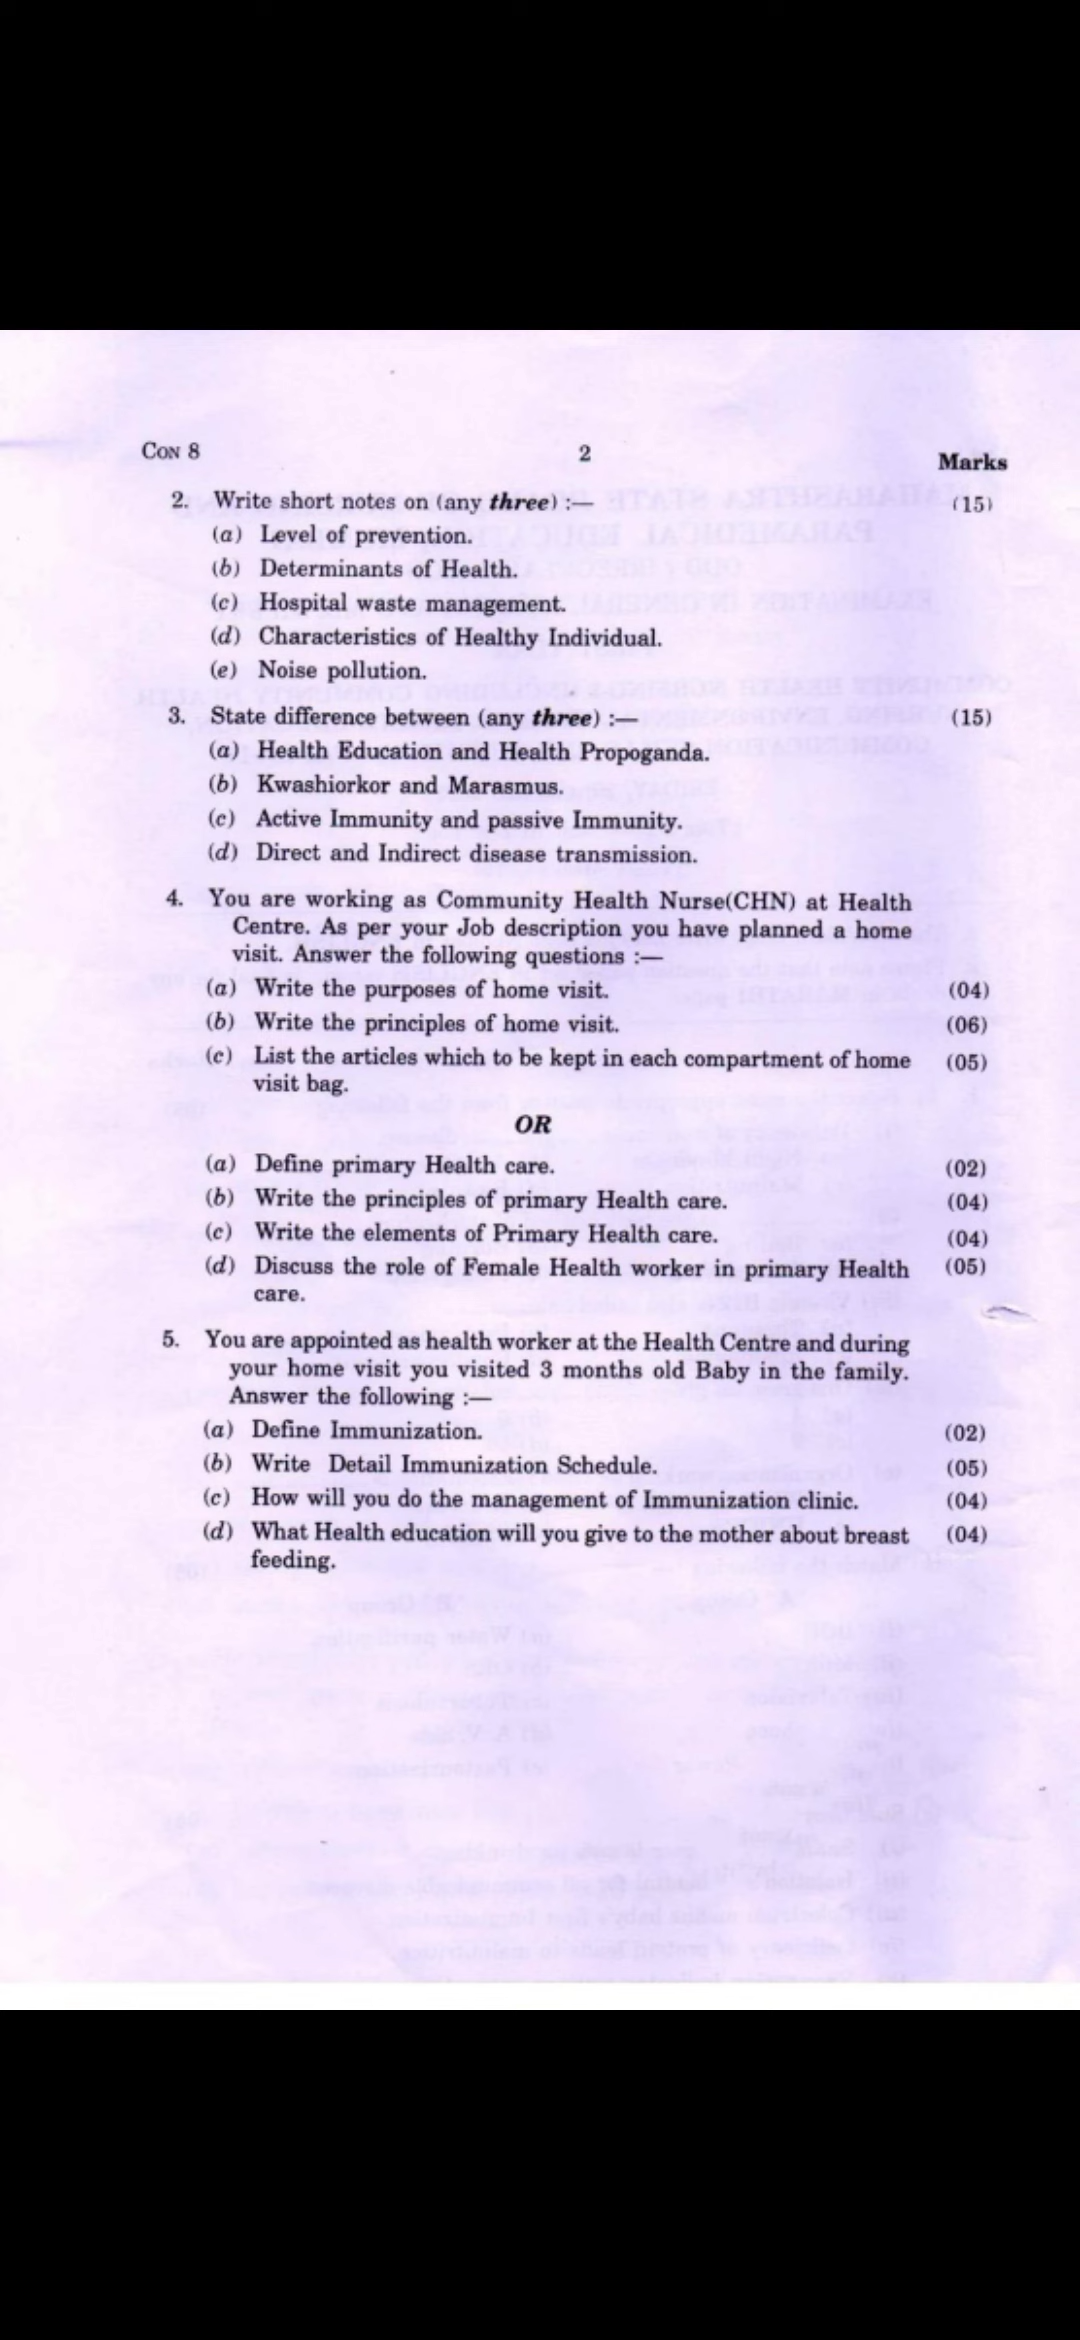 CON 8
2
Marks
2. Write short notes on (any three) :— (15)
(a) Level of prevention.
(b) Determinants of Health.
(c) Hospital waste management.
(d) Characteristics of Healthy Individual.
(e) Noise pollution.
3. State difference between (any three) :— (15)
(a) Health Education and Health Propoganda.
(b) Kwashiorkor and Marasmus.
(c) Active Immunity and passive Immunity.
(d) Direct and Indirect disease transmission.
4. You are working as Community Health Nurse(CHN) at Health
Centre. As per your Job description you have planned a home
visit. Answer the following questions :—
(a) Write the purposes of home visit. (04)
(b) Write the principles of home visit. (06)
(c) List the articles which to be kept in each compartment of home (05)
visit bag.
OR
(a) Define primary Health care. (02)
(b) Write the principles of primary Health care. (04)
(c) Write the elements of Primary Health care. (04)
(d) Discuss the role of Female Health worker in primary Health (05)
care.
5. You are appointed as health worker at the Health Centre and during
your home visit you visited 3 months old Baby in the family.
Answer the following :—
(a) Define Immunization. (02)
(b) Write Detail Immunization Schedule. (05)
(c) How will you do the management of Immunization clinic. (04)
(d) What Health education will you give to the mother about breast (04)
feeding.